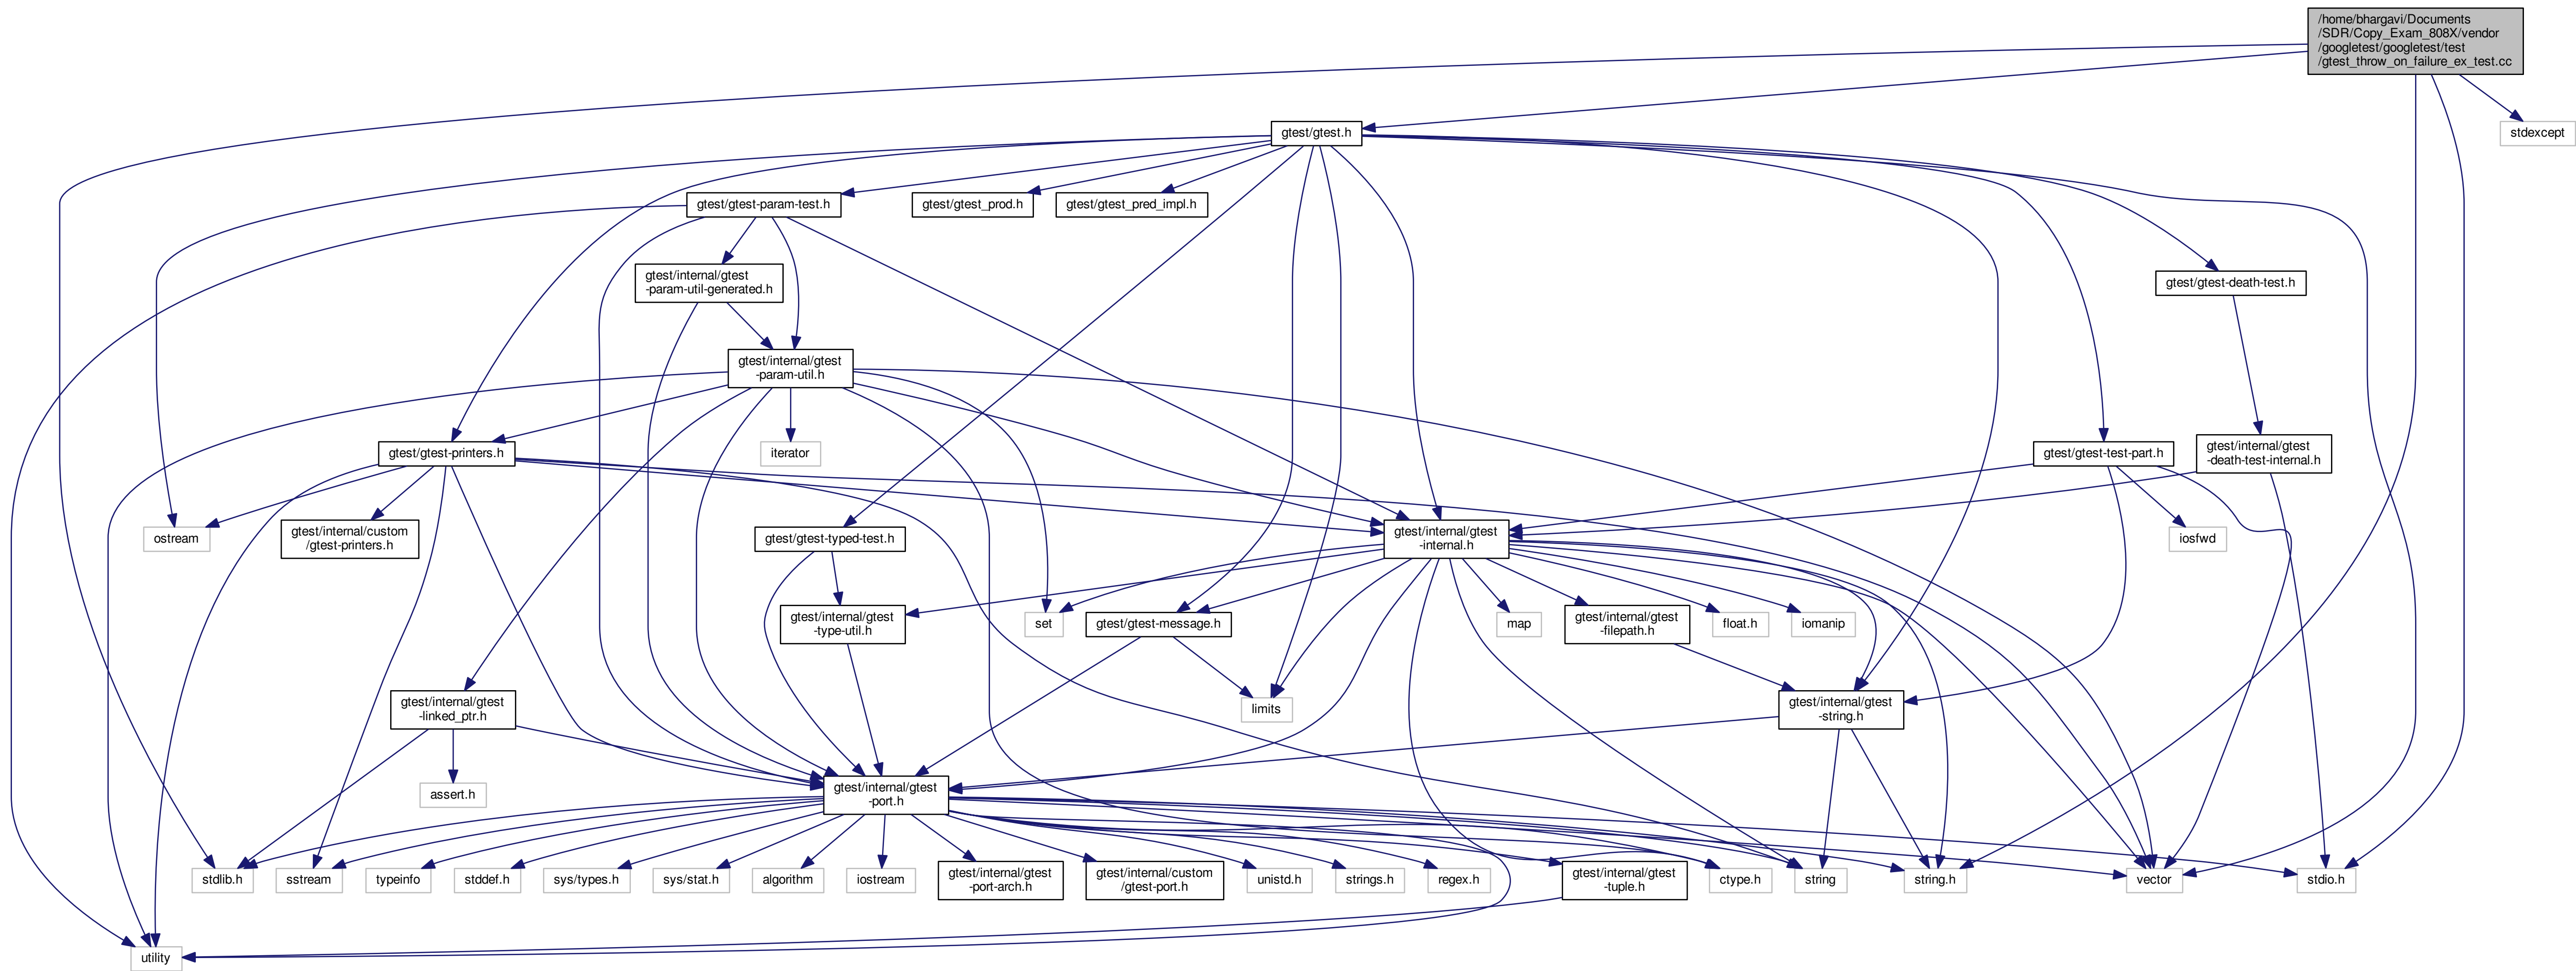 /home/bhargavi/Documents
/SDR/Copy_Exam_808X/vendor
/googletest/googletest/test
/gtest_throw_on_failure_ex_test.cc
gtest/gtest.h
stdexcept
gtest/gtest-param-test.h
gtest/gtest_prod.h
gtest/gtest_pred_impl.h
gtest/internal/gtest
-param-util-generated.h
gtest/gtest-death-test.h
gtest/internal/gtest
-param-util.h
gtest/gtest-printers.h
iterator
gtest/gtest-test-part.h
gtest/internal/gtest
-death-test-internal.h
ostream
gtest/internal/custom
/gtest-printers.h
gtest/gtest-typed-test.h
gtest/internal/gtest
-internal.h
iosfwd
gtest/internal/gtest
-type-util.h
set
gtest/gtest-message.h
map
gtest/internal/gtest
-filepath.h
float.h
iomanip
gtest/internal/gtest
-linked_ptr.h
limits
gtest/internal/gtest
-string.h
assert.h
gtest/internal/gtest
-port.h
stdlib.h
sstream
typeinfo
stddef.h
sys/types.h
sys/stat.h
algorithm
iostream
gtest/internal/gtest
-port-arch.h
gtest/internal/custom
/gtest-port.h
unistd.h
strings.h
regex.h
gtest/internal/gtest
-tuple.h
ctype.h
string
string.h
vector
stdio.h
utility